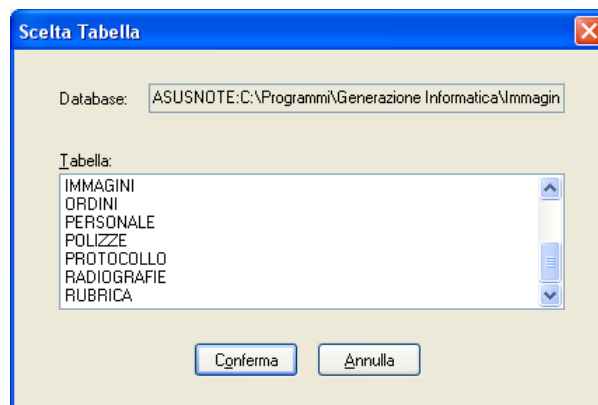 Scelta Tabella
Database: ASUSNOTE:C:\Programmi\Generazione Informatica\Immagin
Tabella:
IMMAGINI
ORDINI
PERSONALE
POLIZZE
PROTOCOLLO
RADIOGRAFIE
RUBRICA
Conferma Annulla